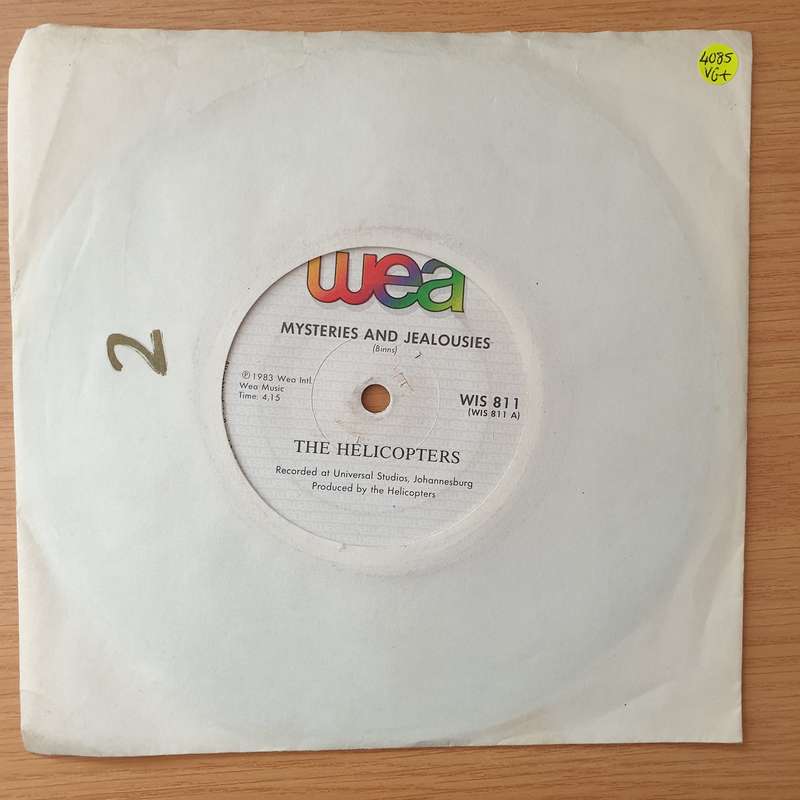 4085
VG+
wea
MYSTERIES AND JEALOUSIES
(Binns)
℗ 1983 Wea Intl.
Wea Music
Time: 4,15
WIS 811
(WIS 811 A)
THE HELICOPTERS
Recorded at Universal Studios, Johannesburg
Produced by the Helicopters
2